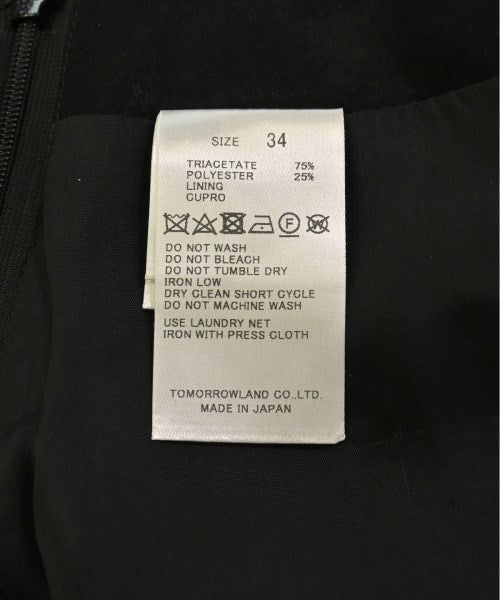 SIZE 34
TRIACETATE 75%
POLYESTER 25%
LINING
CUPRO
F W
DO NOT WASH
DO NOT BLEACH
DO NOT TUMBLE DRY
IRON LOW
DRY CLEAN SHORT CYCLE
DO NOT MACHINE WASH
USE LAUNDRY NET
IRON WITH PRESS CLOTH
TOMORROWLAND CO.,LTD.
MADE IN JAPAN